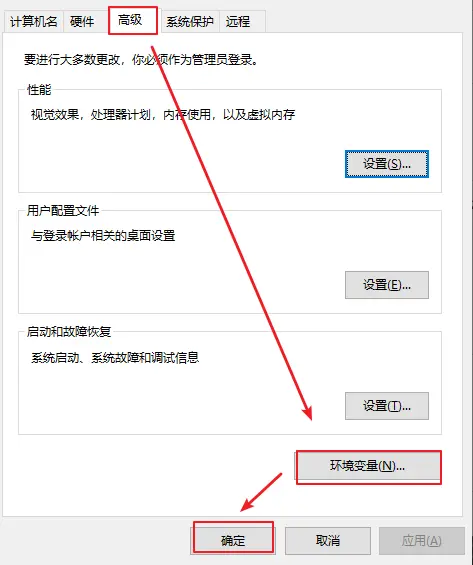 计算机名 硬件 高级 系统保护 远程
要进行大多数更改，你必须作为管理员登录。
性能
视觉效果，处理器计划，内存使用，以及虚拟内存
设置(S)...
用户配置文件
与登录帐户相关的桌面设置
设置(E)...
启动和故障恢复
系统启动、系统故障和调试信息
设置(T)...
环境变量(N)...
确定 取消 应用(A)